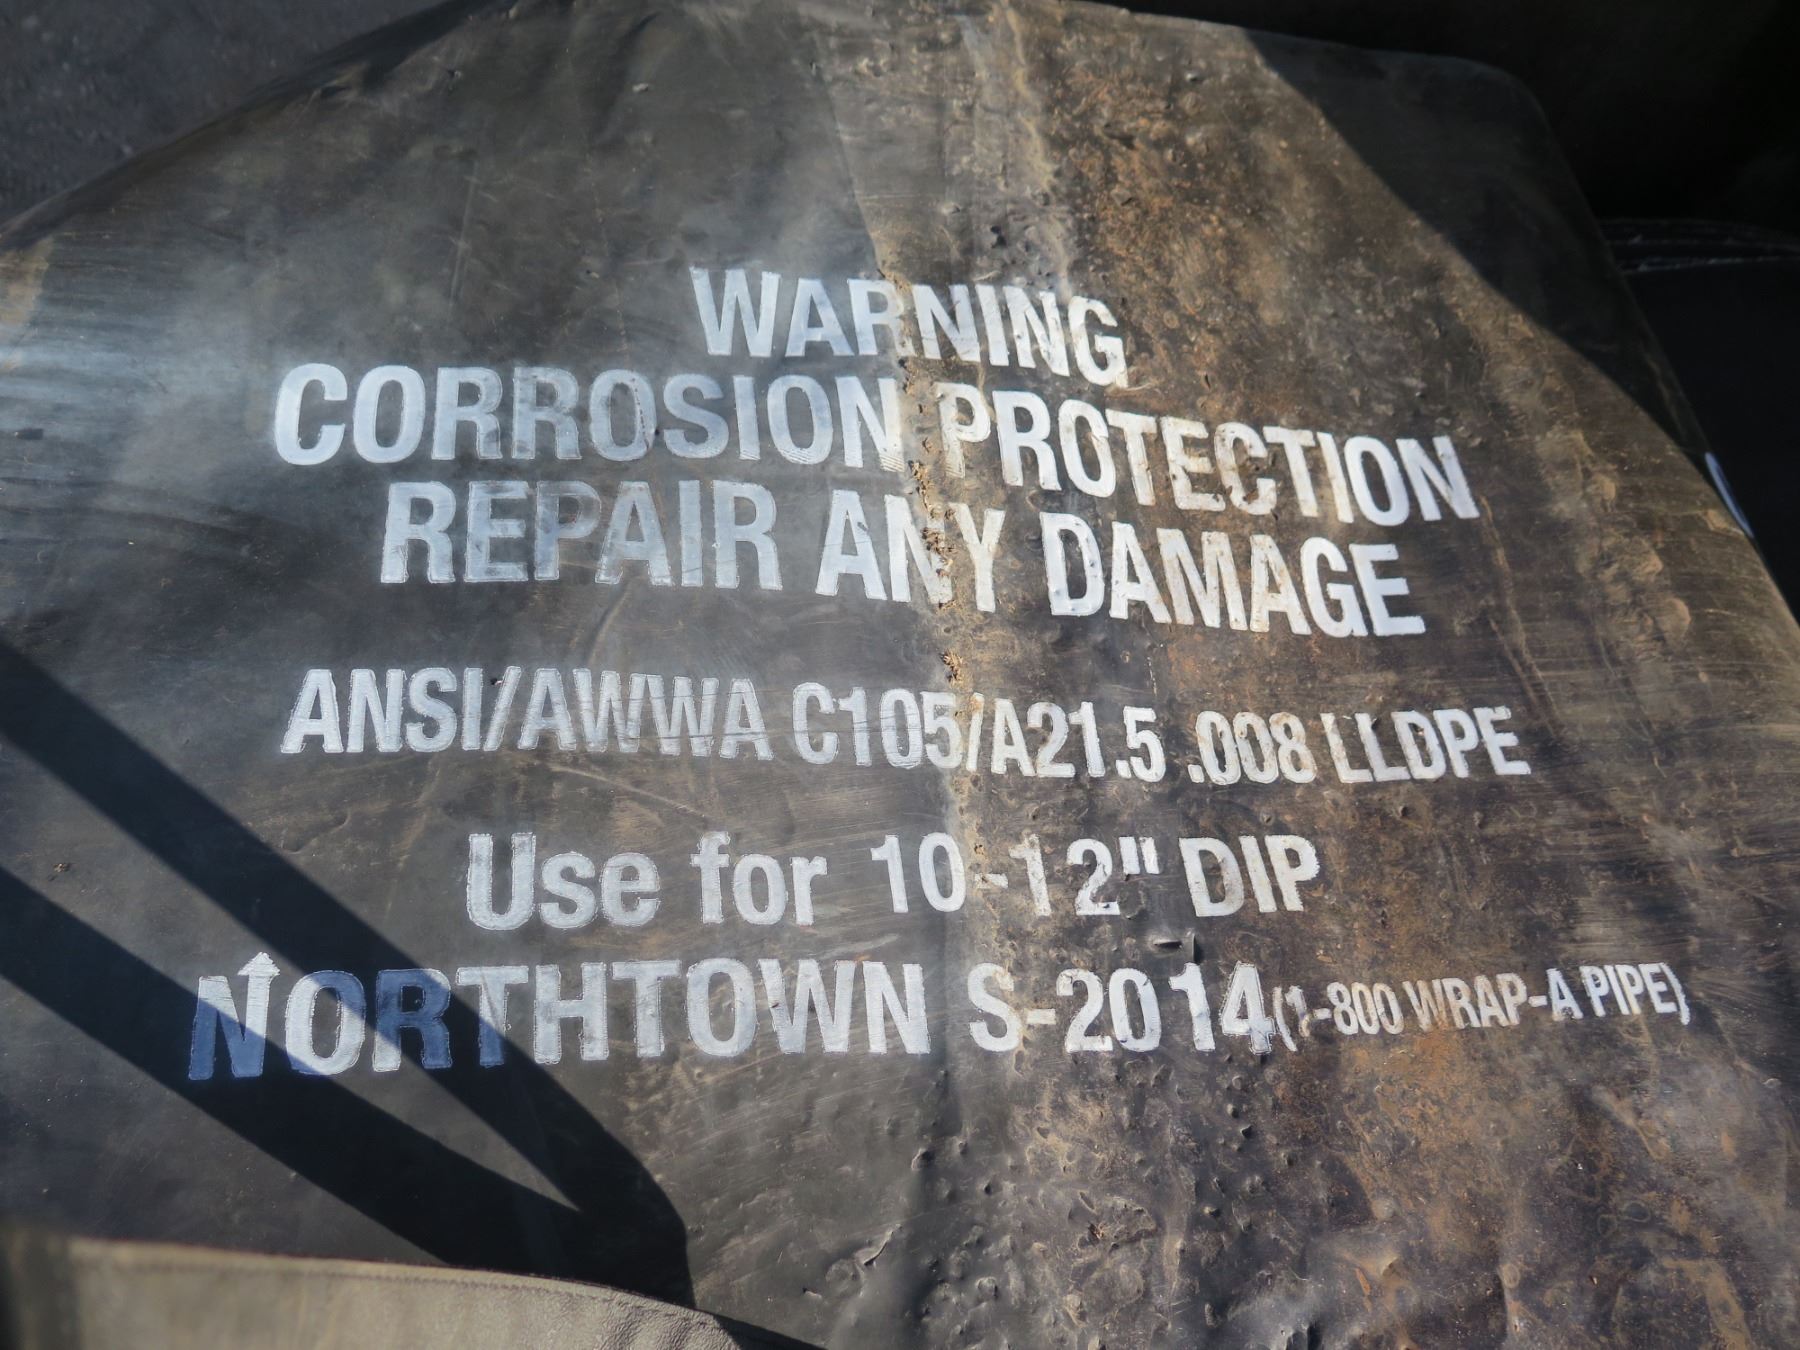 WARNING
CORROSION PROTECTION
REPAIR ANY DAMAGE
ANSI/AWWA C105/A21.5 .008 LLDPE
Use for 10-12" DIP
NORTHTOWN S-2014 (1-800 WRAP-A PIPE)